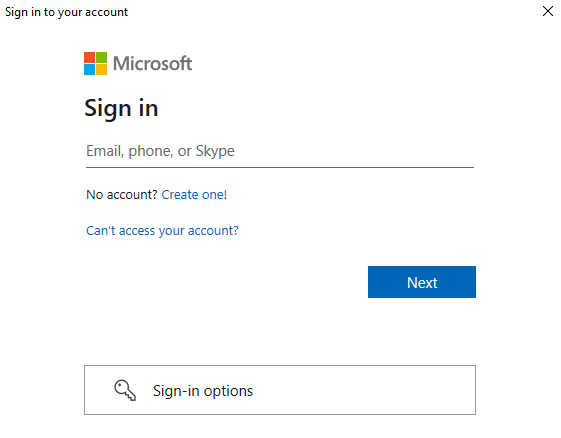 Sign in to your account
Microsoft
Sign in
Email, phone, or Skype
No account? Create one!
Can't access your account?
Next
Sign-in options